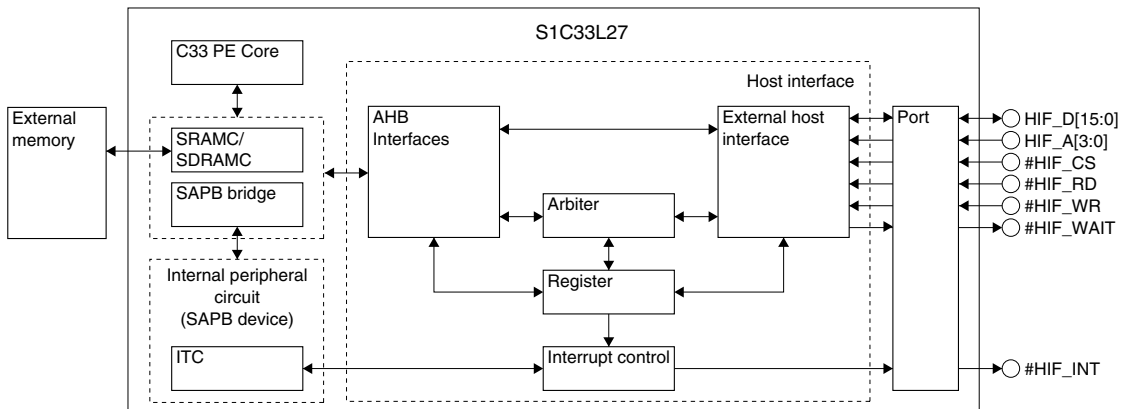 S1C33L27
C33 PE Core
Host interface
External
memory
AHB
Interfaces
External host
interface
Port
HIF_D[15:0]
HIF_A[3:0]
#HIF_CS
#HIF_RD
#HIF_WR
#HIF_WAIT
SRAMC/
SDRAMC
SAPB bridge
Arbiter
Internal peripheral
circuit
(SAPB device)
Register
ITC
Interrupt control
#HIF_INT